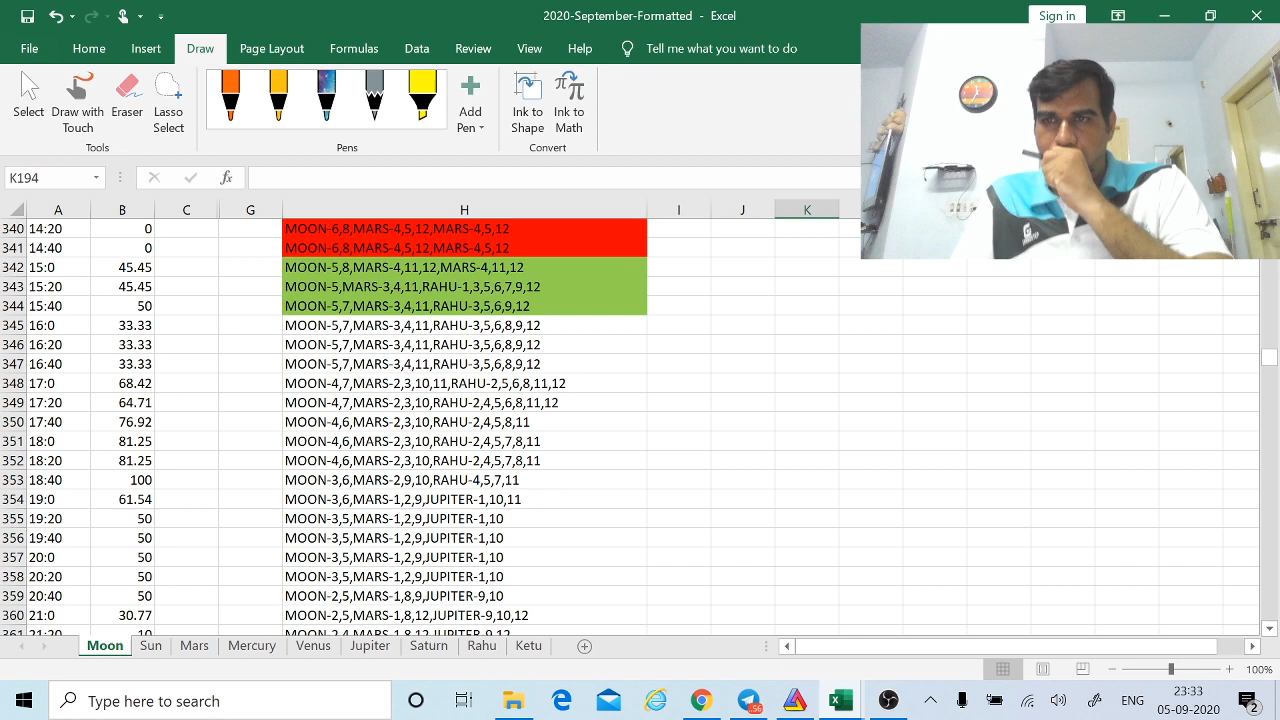 2020-September-Formatted - Excel
Sign in
File Home Insert Draw Page Layout Formulas Data Review View Help Tell me what you want to do
Select Draw with Touch Eraser Lasso Select Add Pen Ink to Shape Ink to Math
Tools Pens Convert
K194 fx
A B C G H I J K
340 14:20 0 MOON-6,8,MARS-4,5,12,MARS-4,5,12
341 14:40 0 MOON-6,8,MARS-4,5,12,MARS-4,5,12
342 15:0 45.45 MOON-5,8,MARS-4,11,12,MARS-4,11,12
343 15:20 45.45 MOON-5,MARS-3,4,11,RAHU-1,3,5,6,7,9,12
344 15:40 50 MOON-5,7,MARS-3,4,11,RAHU-3,5,6,9,12
345 16:0 33.33 MOON-5,7,MARS-3,4,11,RAHU-3,5,6,8,9,12
346 16:20 33.33 MOON-5,7,MARS-3,4,11,RAHU-3,5,6,8,9,12
347 16:40 33.33 MOON-5,7,MARS-3,4,11,RAHU-3,5,6,8,9,12
348 17:0 68.42 MOON-4,7,MARS-2,3,10,11,RAHU-2,5,6,8,11,12
349 17:20 64.71 MOON-4,7,MARS-2,3,10,RAHU-2,4,5,6,8,11,12
350 17:40 76.92 MOON-4,6,MARS-2,3,10,RAHU-2,4,5,8,11
351 18:0 81.25 MOON-4,6,MARS-2,3,10,RAHU-2,4,5,7,8,11
352 18:20 81.25 MOON-4,6,MARS-2,3,10,RAHU-2,4,5,7,8,11
353 18:40 100 MOON-3,6,MARS-2,9,10,RAHU-4,5,7,11
354 19:0 61.54 MOON-3,6,MARS-1,2,9,JUPITER-1,10,11
355 19:20 50 MOON-3,5,MARS-1,2,9,JUPITER-1,10
356 19:40 50 MOON-3,5,MARS-1,2,9,JUPITER-1,10
357 20:0 50 MOON-3,5,MARS-1,2,9,JUPITER-1,10
358 20:20 50 MOON-3,5,MARS-1,2,9,JUPITER-1,10
359 20:40 50 MOON-2,5,MARS-1,8,9,JUPITER-9,10
360 21:0 30.77 MOON-2,5,MARS-1,8,12,JUPITER-9,10,12
361 21:20 10 MOON-2,4,MARS-1,8,12,JUPITER-9,12
Moon Sun Mars Mercury Venus Jupiter Saturn Rahu Ketu
100%
Type here to search .56 ENG 23:33
05-09-2020 2